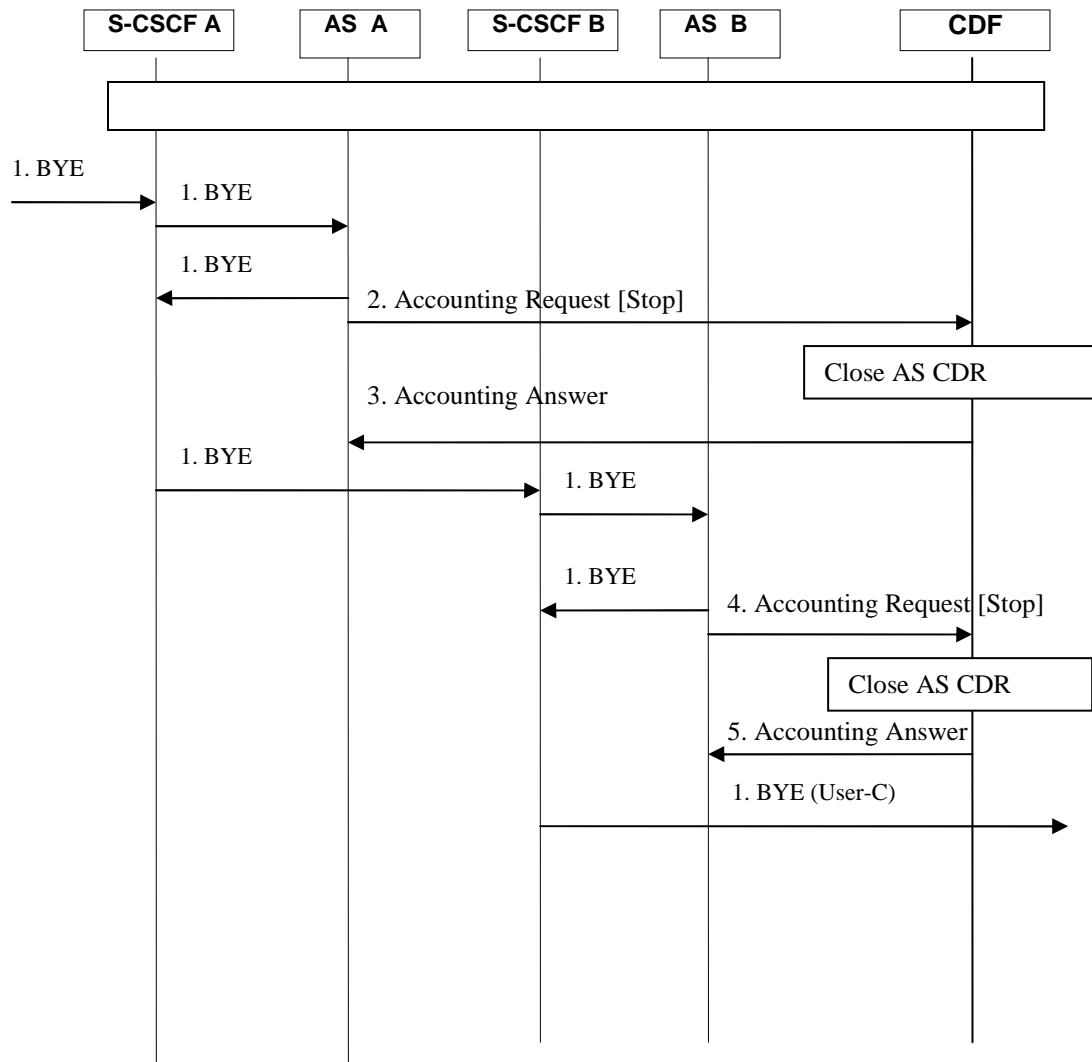 S-CSCF A
AS A
S-CSCF B
AS B
CDF
1. BYE
1. BYE
1. BYE
2. Accounting Request [Stop]
Close AS CDR
3. Accounting Answer
1. BYE
1. BYE
1. BYE
4. Accounting Request [Stop]
Close AS CDR
5. Accounting Answer
1. BYE (User-C)